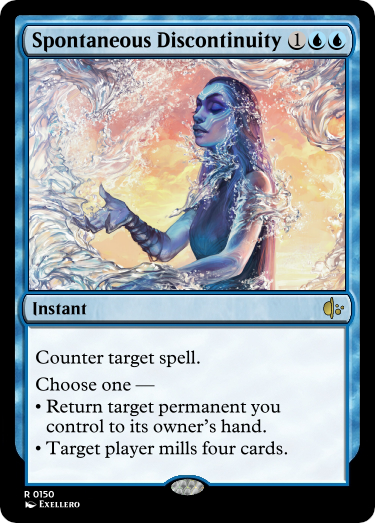 Spontaneous Discontinuity 1
Instant
Counter target spell.
Choose one —
• Return target permanent you
control to its owner's hand.
• Target player mills four cards.
R 0150
Exellero